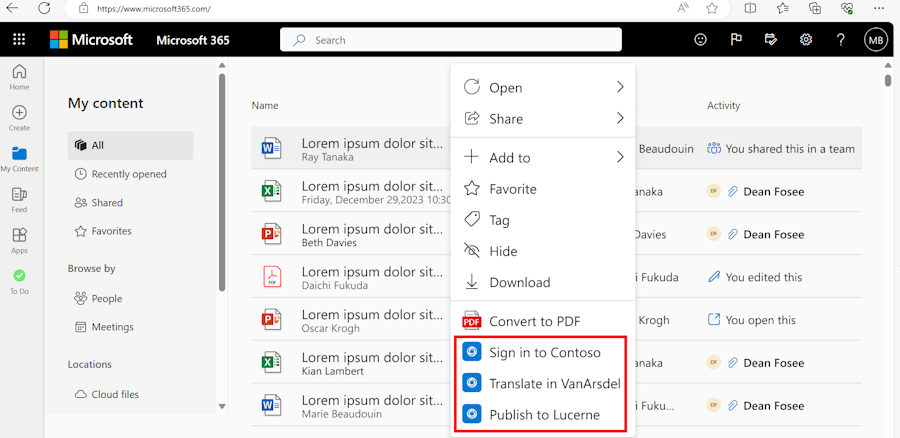 https://www.microsoft365.com/
Microsoft
Microsoft 365
Search
MB
Home
Create
My Content
Feed
Apps
To Do
My content
All
Recently opened
Shared
Favorites
Browse by
People
Meetings
Locations
Cloud files
Name
Activity
Lorem ipsum dolor sit...
Ray Tanaka
Beaudouin
You shared this in a team
Lorem ipsum dolor sit...
Friday, December 29,2023 10:30
anaka
DF
Dean Fosee
Lorem ipsum dolor sit...
Beth Davies
Davies
DF
Dean Fosee
Lorem ipsum dolor sit...
Daichi Fukuda
i Fukuda
You edited this
Lorem ipsum dolor sit...
Oscar Krogh
Krogh
You open this
Lorem ipsum dolor sit...
Kian Lambert
anaka
DF
Dean Fosee
Lorem ipsum dolor sit...
Marie Beaudouin
i Fuku...
DF
Dean Fosee
Open
Share
Add to
Favorite
Tag
Hide
Download
PDF
Convert to PDF
Sign in to Contoso
Translate in VanArsdel
Publish to Lucerne